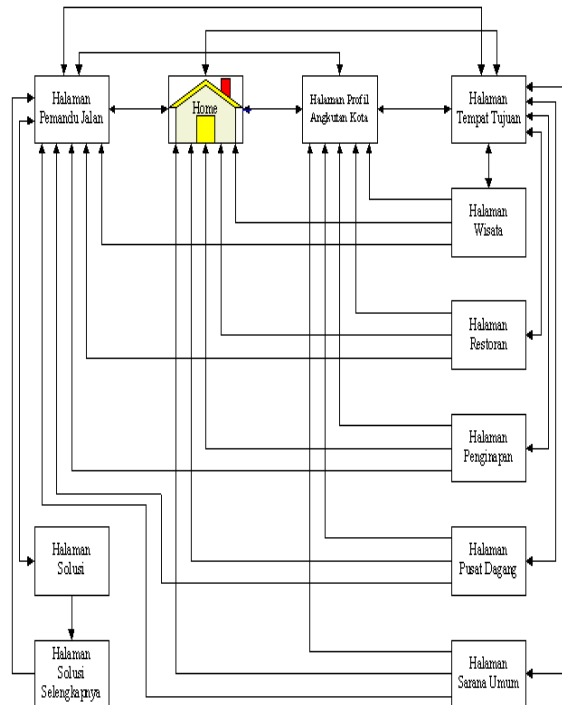 Halaman
Pemandu Jalan
Home
Halaman Profil
Angkutan Kota
Halaman
Tempat Tujuan
Halaman
Wisata
Halaman
Restoran
Halaman
Penginapan
Halaman
Solusi
Halaman
Pusat Dagang
Halaman
Solusi
Selengkapnya
Halaman
Sarana Umum